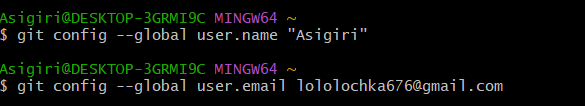 Asigiri@DESKTOP-3GRMI9C MINGW64 ~
$ git config --global user.name "Asigiri"
Asigiri@DESKTOP-3GRMI9C MINGW64 ~
$ git config --global user.email lololochka676@gmail.com